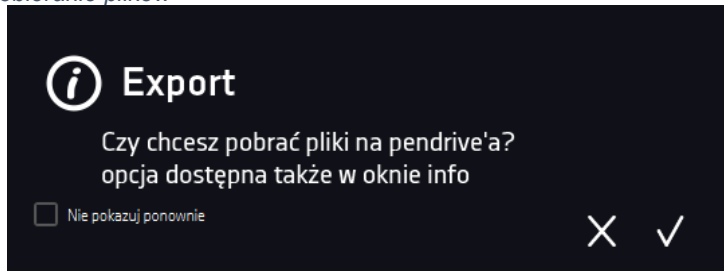 Export
Czy chcesz pobrać pliki na pendrive'a?
opcja dostępna także w oknie info
Nie pokazuj ponownie